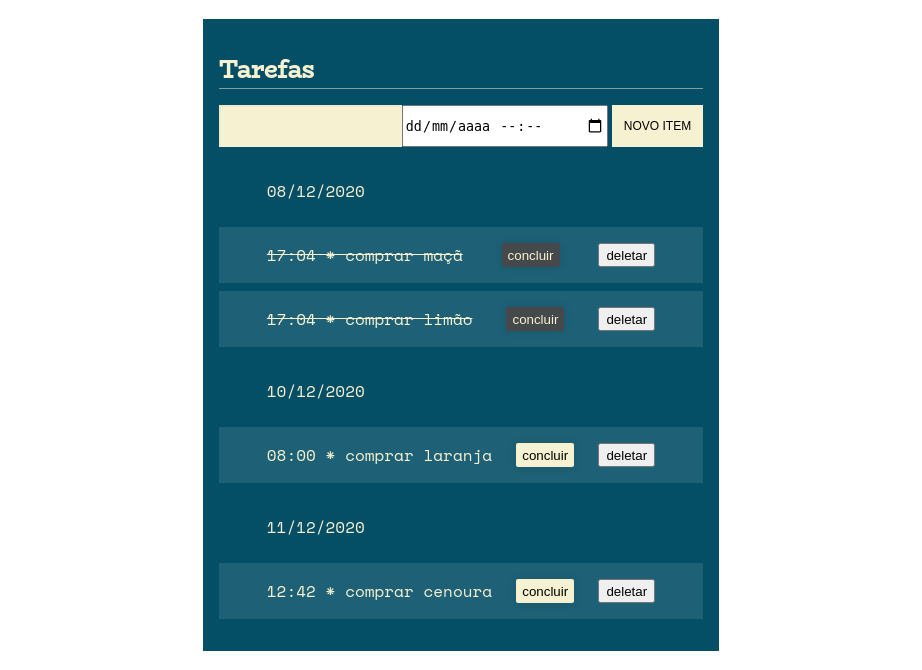 Tarefas
dd/mm/aaaa --:-- NOVO ITEM
08/12/2020
17:04 * comprar maçã concluir deletar
17:04 * comprar limão concluir deletar
10/12/2020
08:00 * comprar laranja concluir deletar
11/12/2020
12:42 * comprar cenoura concluir deletar